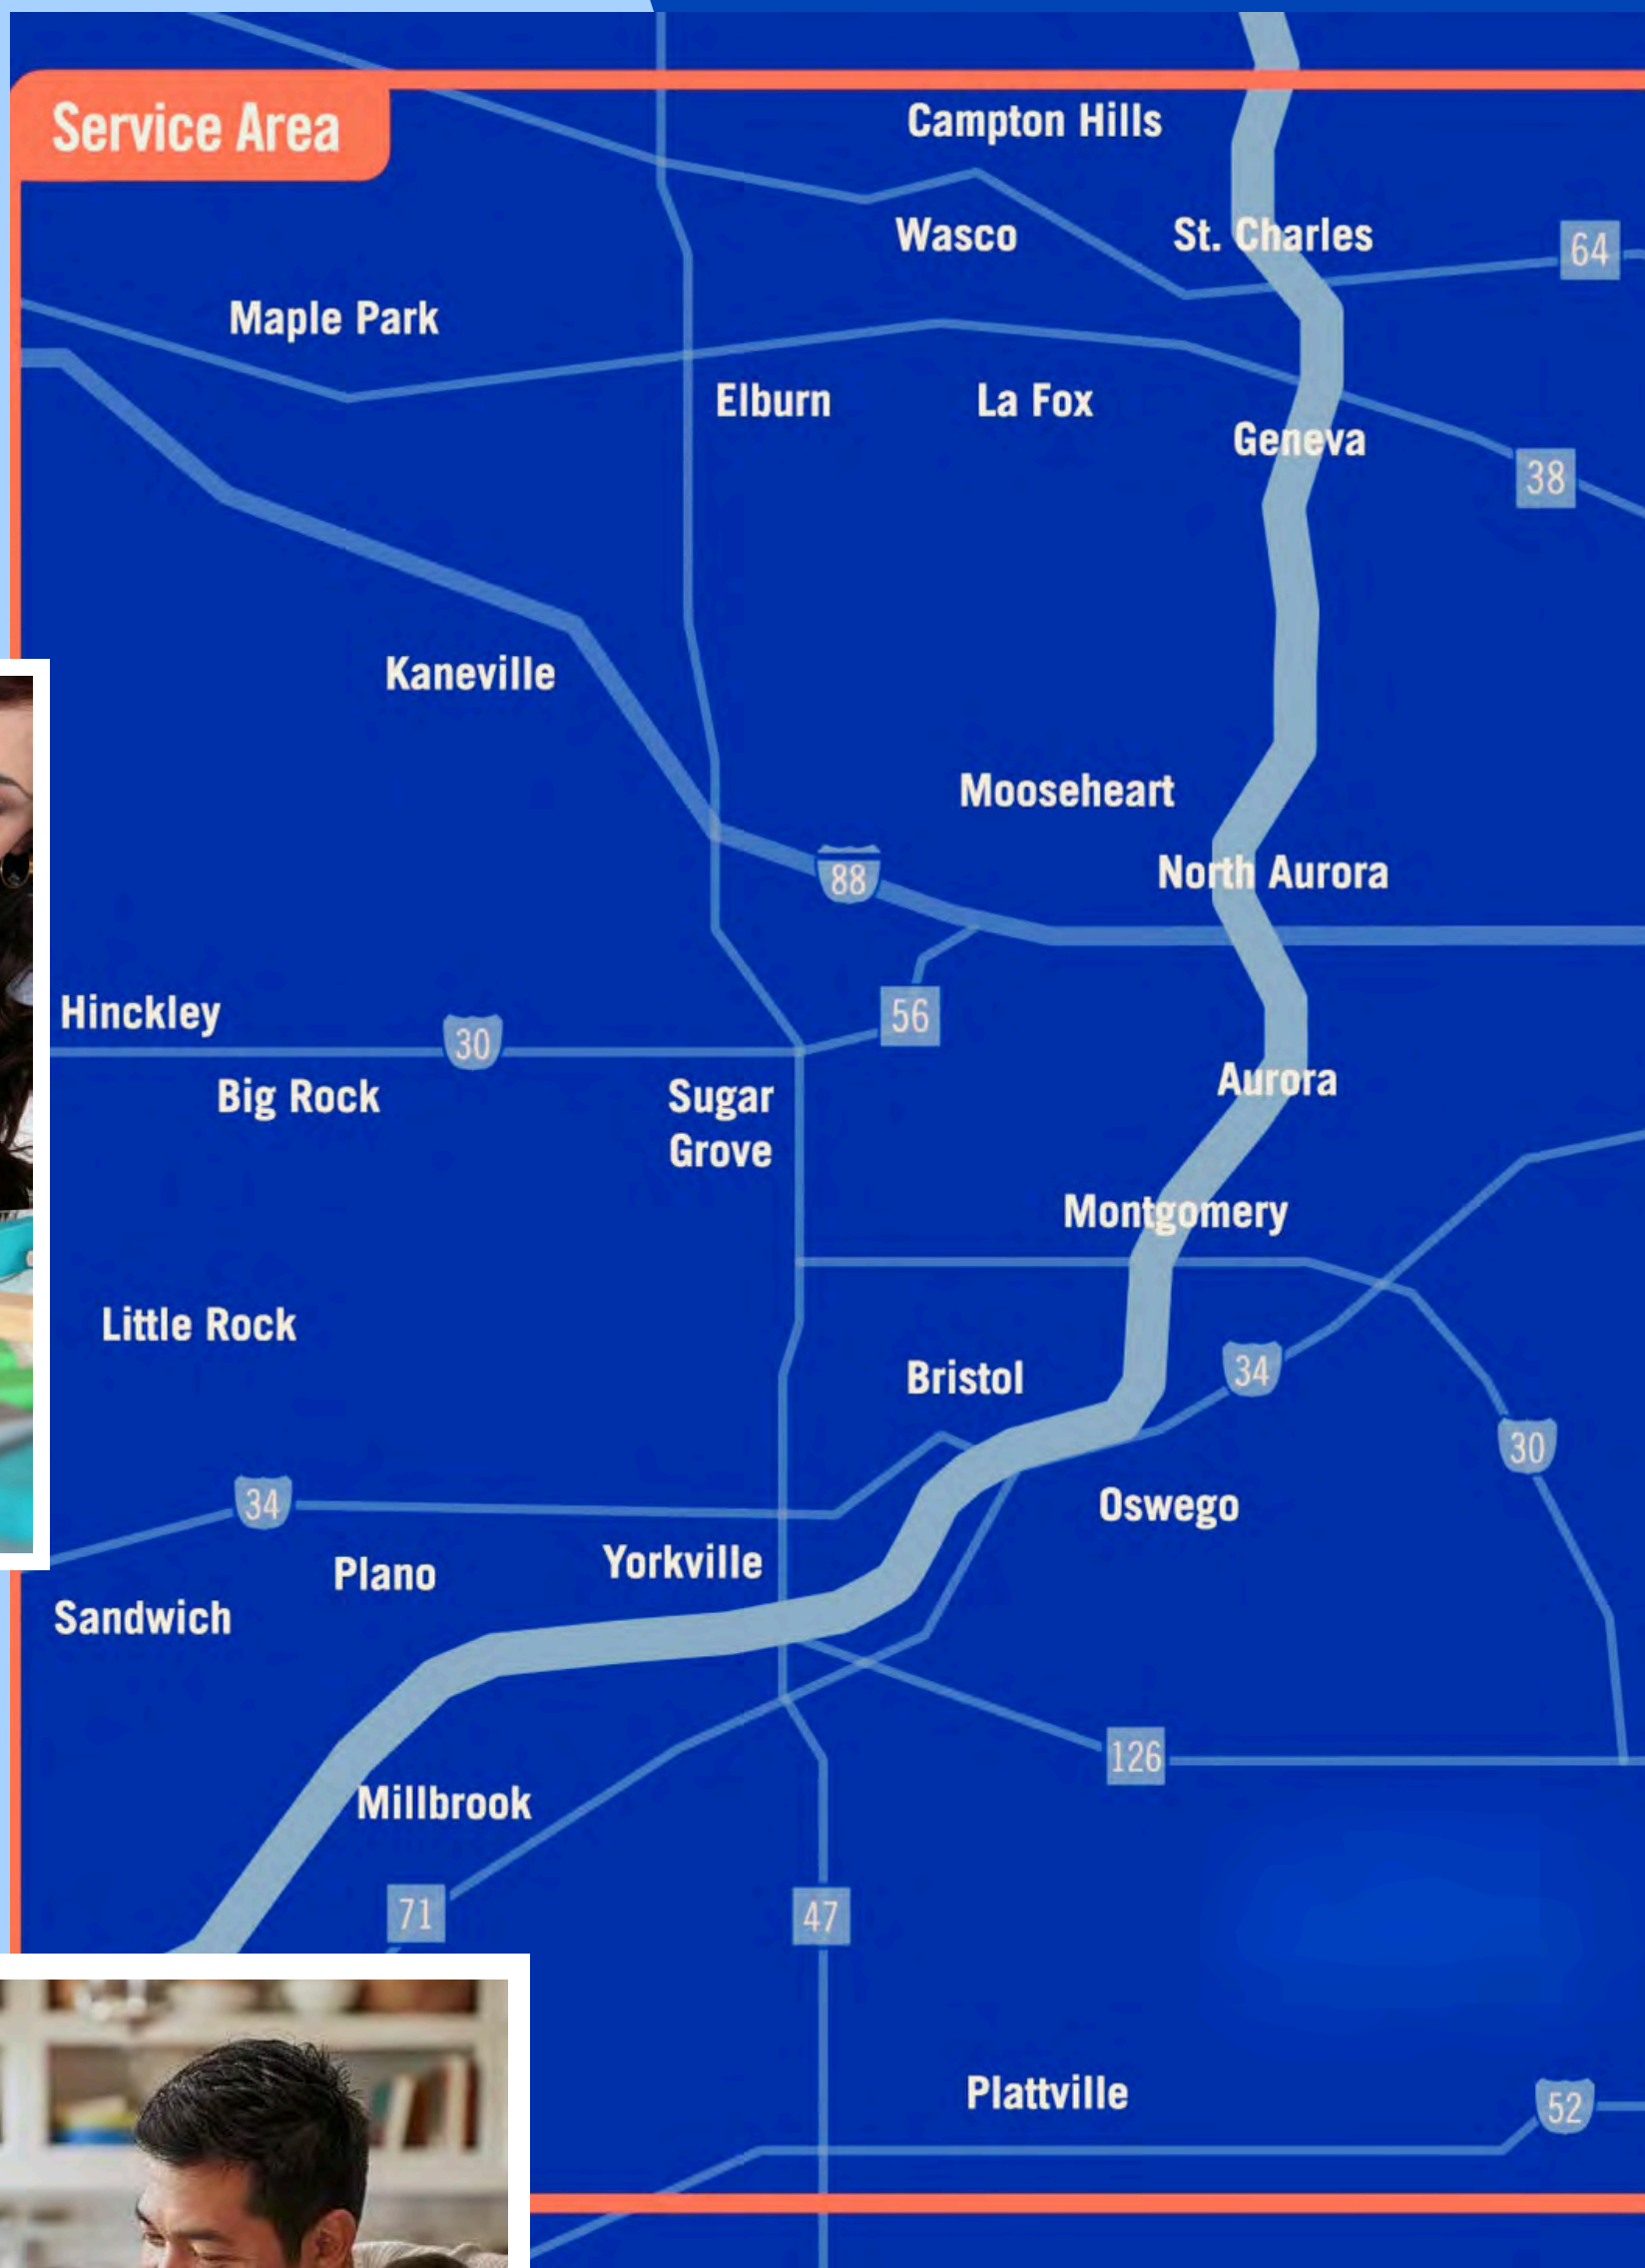 Service Area
Campton Hills
Wasco
St. Charles
64
Maple Park
Elburn
La Fox
Geneva
38
Kaneville
Mooseheart
88
North Aurora
Hinckley
56
30
Aurora
Big Rock
Sugar
Grove
Montgomery
Little Rock
Bristol
34
30
34
Oswego
Yorkville
Plano
Sandwich
126
Millbrook
71
47
Plattville
52